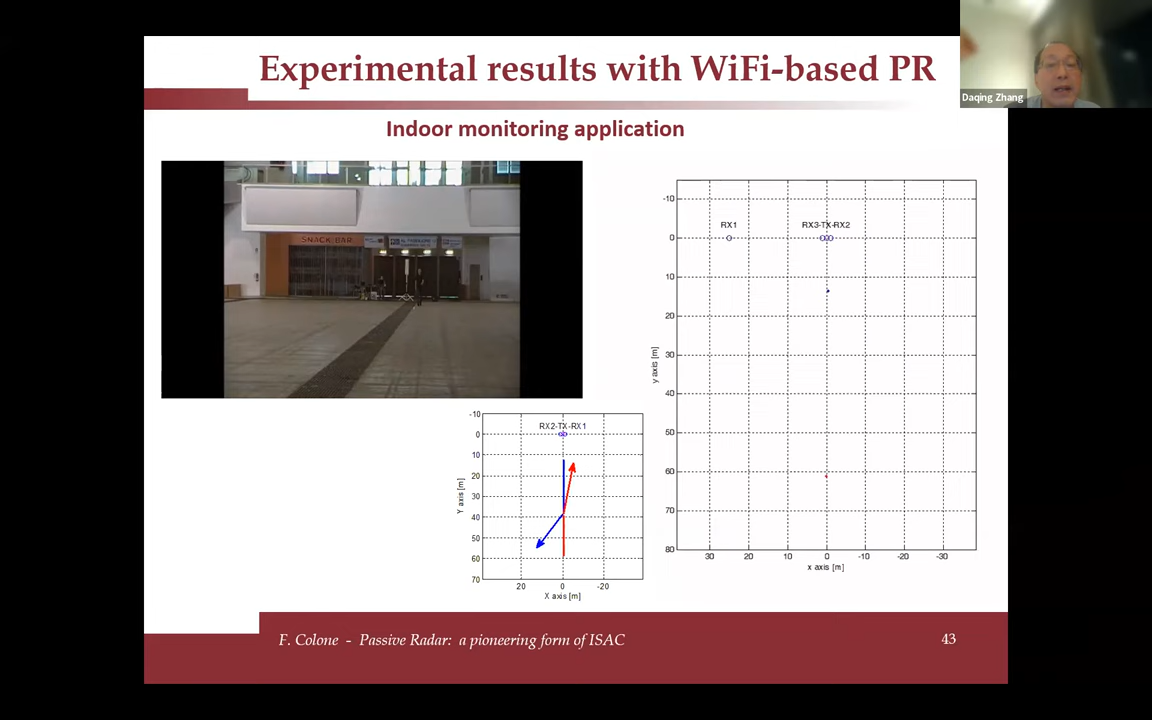 Experimental results with WiFi-based PR
Daqing Zhang
Indoor monitoring application
SNACK BAR
-10
0
10
20
30
40
50
60
70
80
y axis [m]
RX1
RX3-TX-RX2
30
20
10
0
-10
-20
-30
x axis [m]
-10
0
10
20
30
40
50
60
70
Y axis [m]
RX2-TX-RX1
20
0
-20
X axis [m]
F. Colone - Passive Radar: a pioneering form of ISAC
43